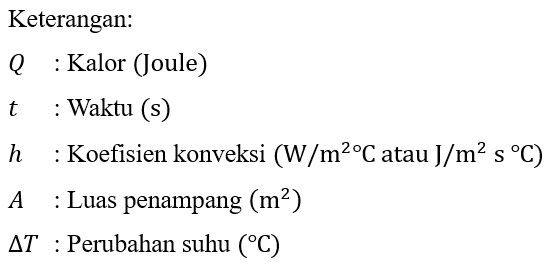 Keterangan:
Q : Kalor (Joule)
t : Waktu (s)
h : Koefisien konveksi (W/m²°C atau J/m² s °C)
A : Luas penampang (m²)
ΔT : Perubahan suhu (°C)